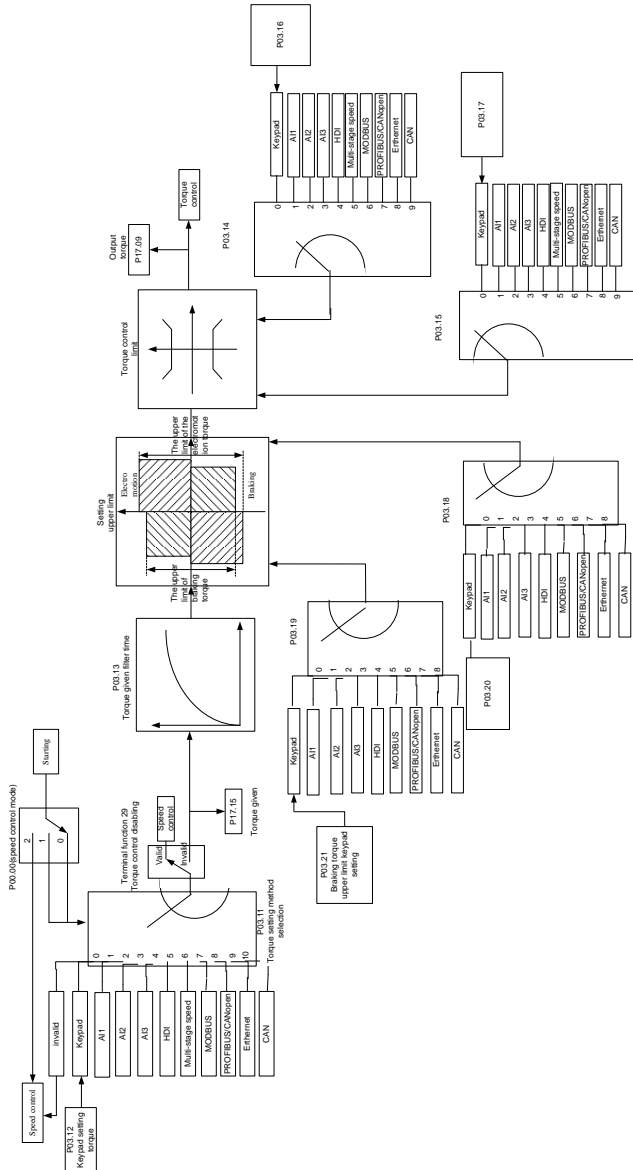 P00.00(speed control mode)
Starting
2
1
0
Speed control
invalid
Keypad
AI1
AI2
AI3
HDI
Multi-stage speed
MODBUS
PROFIBUS/CANopen
Erthernet
CAN
P03.12
Keypad setting
torque
0
1
2
3
4
5
6
7
8
9
10
P03.11
Torque setting method
selection
Terminal function 29
Torque control disabling
Valid
Invalid
Speed
control
P17.15
Torque given
P03.13
Torque given filter time
Setting
upper limit
Electro
motion
Braking
The upper
limit of
braking
torque
The upper
limit of the
electromot
ion torque
Torque control
limit
Output
torque
P17.09
Torque
control
P03.14
0
1
2
3
4
5
6
7
8
9
Keypad
AI1
AI2
AI3
HDI
Multi-stage speed
MODBUS
PROFIBUS/CANopen
Erthernet
CAN
P03.16
P03.15
0
1
2
3
4
5
6
7
8
9
Keypad
AI1
AI2
AI3
HDI
Multi-stage speed
MODBUS
PROFIBUS/CANopen
Erthernet
CAN
P03.17
P03.19
0
1
2
3
4
5
6
7
8
Keypad
AI1
AI2
AI3
HDI
MODBUS
PROFIBUS/CANopen
Erthernet
CAN
P03.21
Braking torque
upper limit keypad
setting
P03.18
0
1
2
3
4
5
6
7
8
Keypad
AI1
AI2
AI3
HDI
MODBUS
PROFIBUS/CANopen
Erthernet
CAN
P03.20